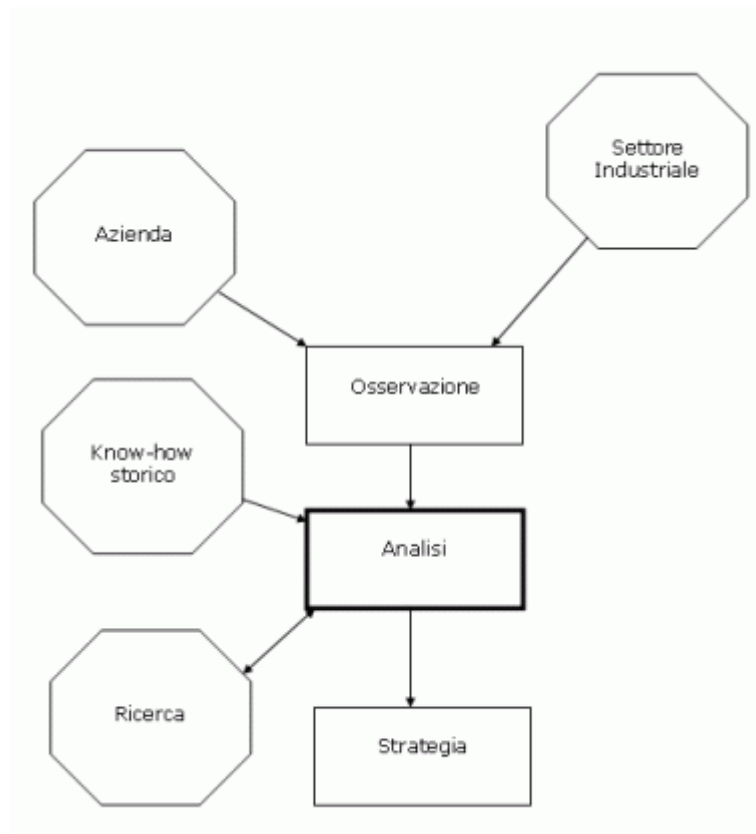 Settore
Industriale
Azienda
Osservazione
Know-how
storico
Analisi
Ricerca
Strategia